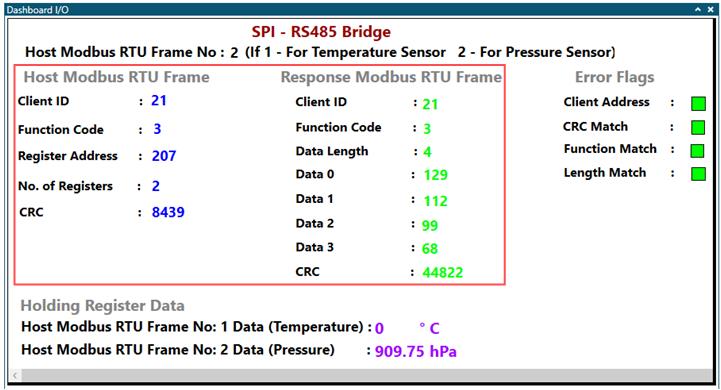 Dashboard I/O
SPI - RS485 Bridge
Host Modbus RTU Frame No : 2 (If 1 - For Temperature Sensor 2 - For Pressure Sensor)
Host Modbus RTU Frame
Client ID : 21
Function Code : 3
Register Address : 207
No. of Registers : 2
CRC : 8439
Response Modbus RTU Frame
Client ID : 21
Function Code : 3
Data Length : 4
Data 0 : 129
Data 1 : 112
Data 2 : 99
Data 3 : 68
CRC : 44822
Error Flags
Client Address :
CRC Match :
Function Match :
Length Match :
Holding Register Data
Host Modbus RTU Frame No: 1 Data (Temperature) : 0 ° C
Host Modbus RTU Frame No: 2 Data (Pressure) : 909.75 hPa